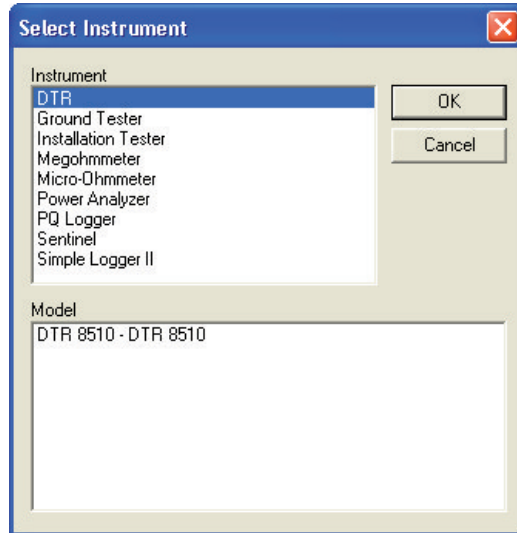 Select Instrument
Instrument
DTR
Ground Tester
Installation Tester
Megohmmeter
Micro-Ohmmeter
Power Analyzer
PQ Logger
Sentinel
Simple Logger II
OK
Cancel
Model
DTR 8510 - DTR 8510